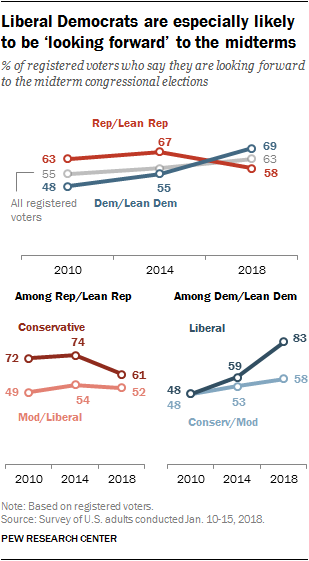 Liberal Democrats are especially likely
to be ‘looking forward’ to the midterms
% of registered voters who say they are looking forward
to the midterm congressional elections
Rep/Lean Rep
63 67 69
55 63
48 55 58
All registered
voters
Dem/Lean Dem
2010 2014 2018
Among Rep/Lean Rep
Conservative
72 74 61
49 54 52
Mod/Liberal
2010 2014 2018
Among Dem/Lean Dem
Liberal
83
48 59 58
48 53
Conserv/Mod
2010 2014 2018
Note: Based on registered voters.
Source: Survey of U.S. adults conducted Jan. 10-15, 2018.
PEW RESEARCH CENTER